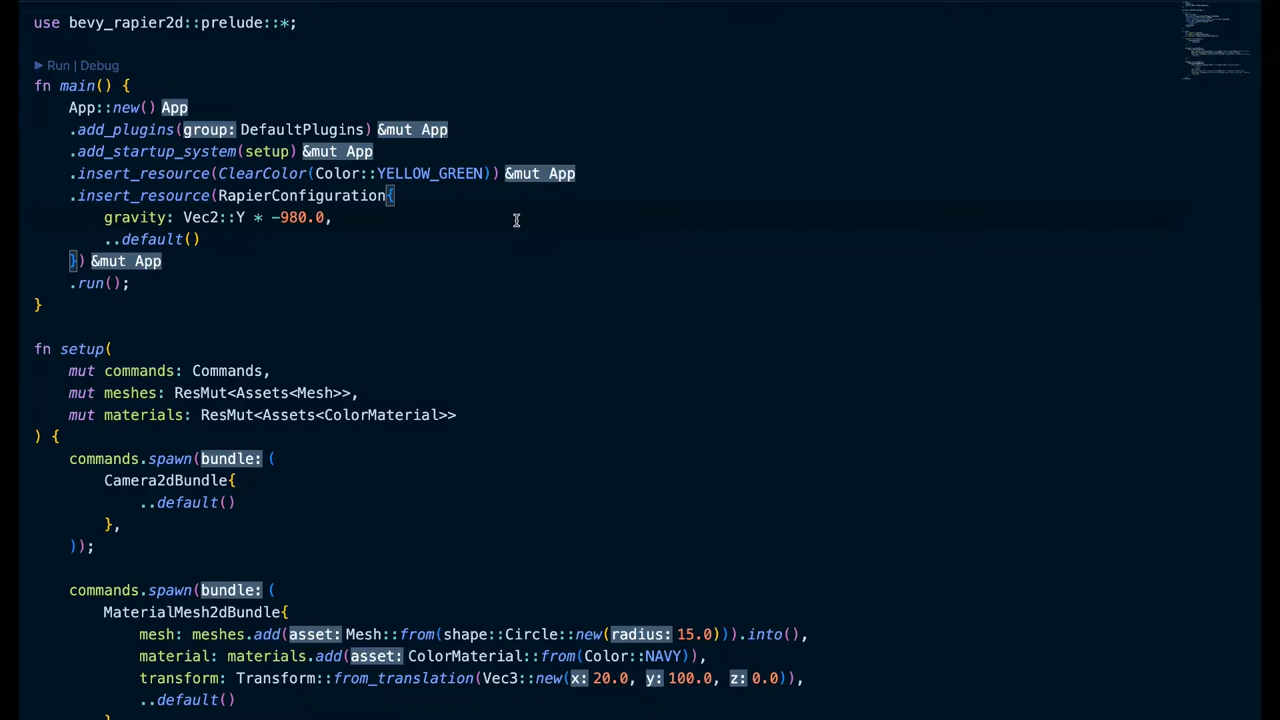 use bevy_rapier2d::prelude::*;
▶ Run | Debug
fn main() {
    App::new() App
    .add_plugins(group: DefaultPlugins) &mut App
    .add_startup_system(setup) &mut App
    .insert_resource(ClearColor(Color::YELLOW_GREEN)) &mut App
    .insert_resource(RapierConfiguration{
        gravity: Vec2::Y * -980.0,
        ..default()
    }) &mut App
    .run();
}
fn setup(
    mut commands: Commands,
    mut meshes: ResMut<Assets<Mesh>>,
    mut materials: ResMut<Assets<ColorMaterial>>
) {
    commands.spawn(bundle: (
        Camera2dBundle{
            ..default()
        },
    ));
    commands.spawn(bundle: (
        MaterialMesh2dBundle{
            mesh: meshes.add(asset: Mesh::from(shape::Circle::new(radius: 15.0))).into(),
            material: materials.add(asset: ColorMaterial::from(Color::NAVY)),
            transform: Transform::from_translation(Vec3::new(x: 20.0, y: 100.0, z: 0.0)),
            ..default()